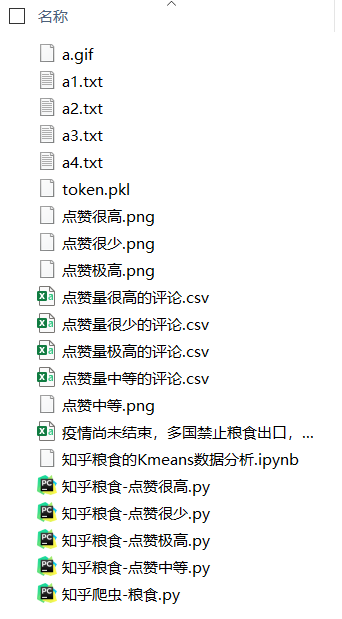 名称
a.gif
a1.txt
a2.txt
a3.txt
a4.txt
token.pkl
点赞很高.png
点赞很少.png
点赞极高.png
点赞量很高的评论.csv
点赞量很少的评论.csv
点赞量极高的评论.csv
点赞量中等的评论.csv
点赞中等.png
疫情尚未结束，多国禁止粮食出口，...
知乎粮食的Kmeans数据分析.ipynb
知乎粮食-点赞很高.py
知乎粮食-点赞很少.py
知乎粮食-点赞极高.py
知乎粮食-点赞中等.py
知乎爬虫-粮食.py